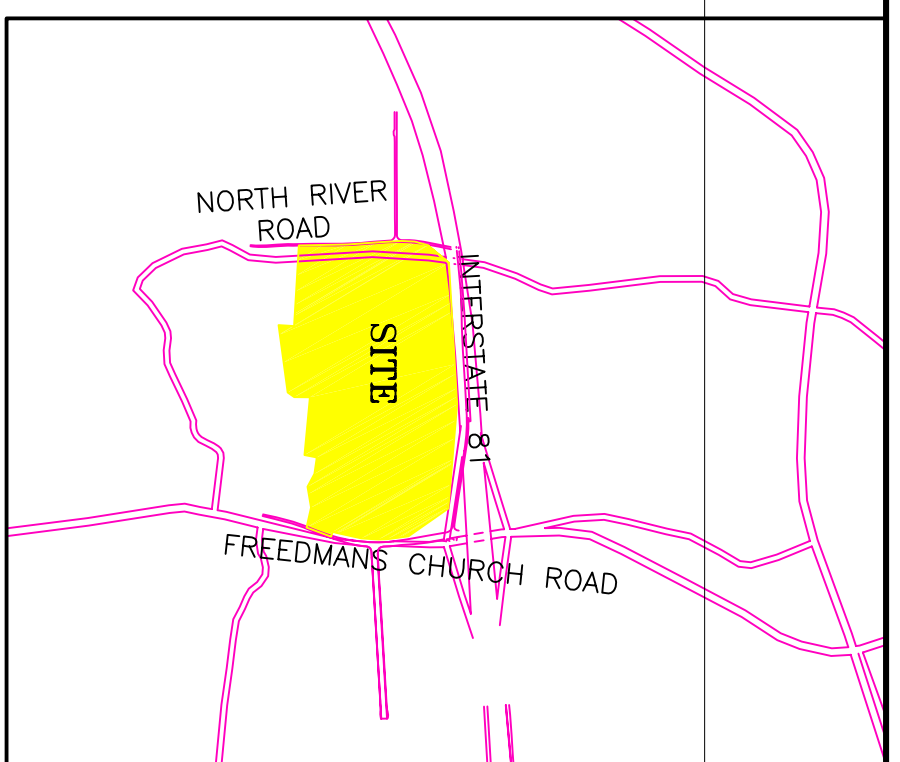 NORTH RIVER
ROAD
SITE
INTERSTATE 81
FREEDMANS CHURCH ROAD